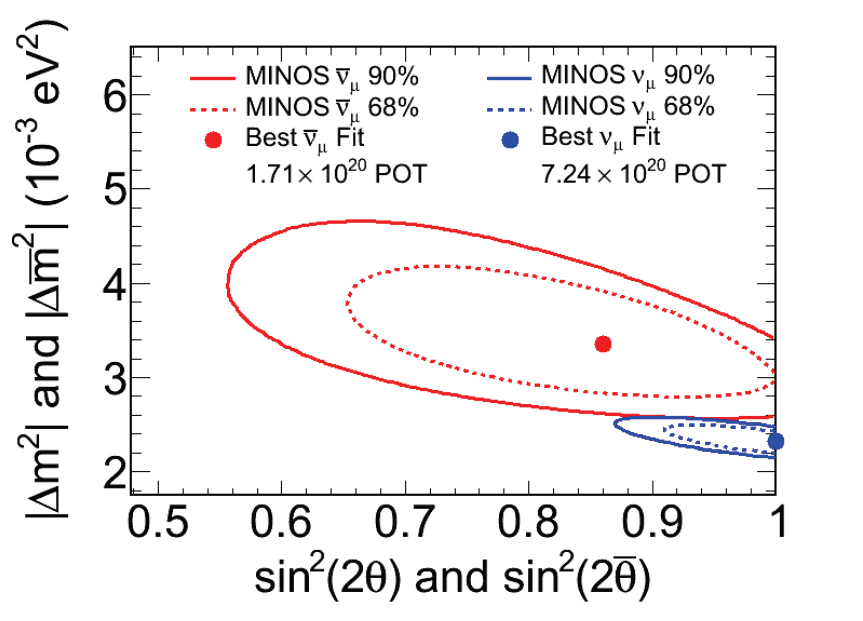 MINOS ν̅μ 90%
MINOS ν̅μ 68%
Best ν̅μ Fit
1.71× 10²⁰ POT
MINOS νμ 90%
MINOS νμ 68%
Best νμ Fit
7.24 × 10²⁰ POT
|Δm²| and |Δm̅²| (10⁻³ eV²)
6
5
4
3
2
0.5 0.6 0.7 0.8 0.9 1
sin²(2θ) and sin²(2θ̅)